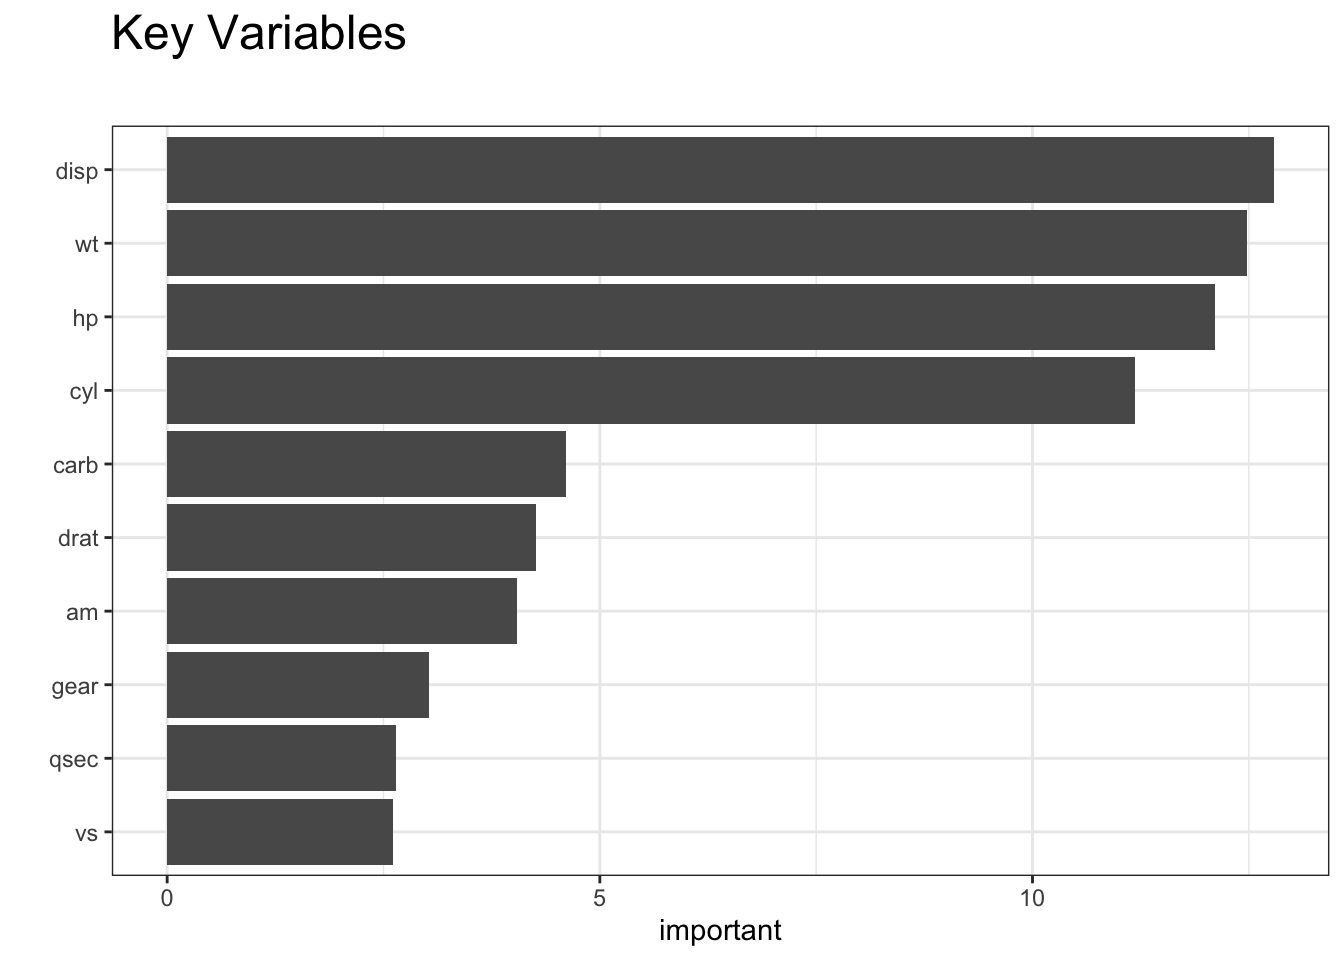 Key Variables
disp
wt
hp
cyl
carb
drat
am
gear
qsec
vs
0 5 10
important